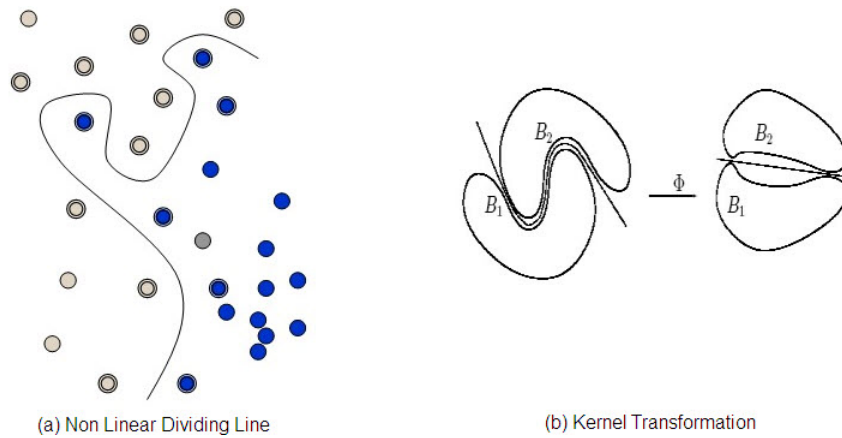 B₂
B₂
B₁
Φ
B₁
(a) Non Linear Dividing Line
(b) Kernel Transformation